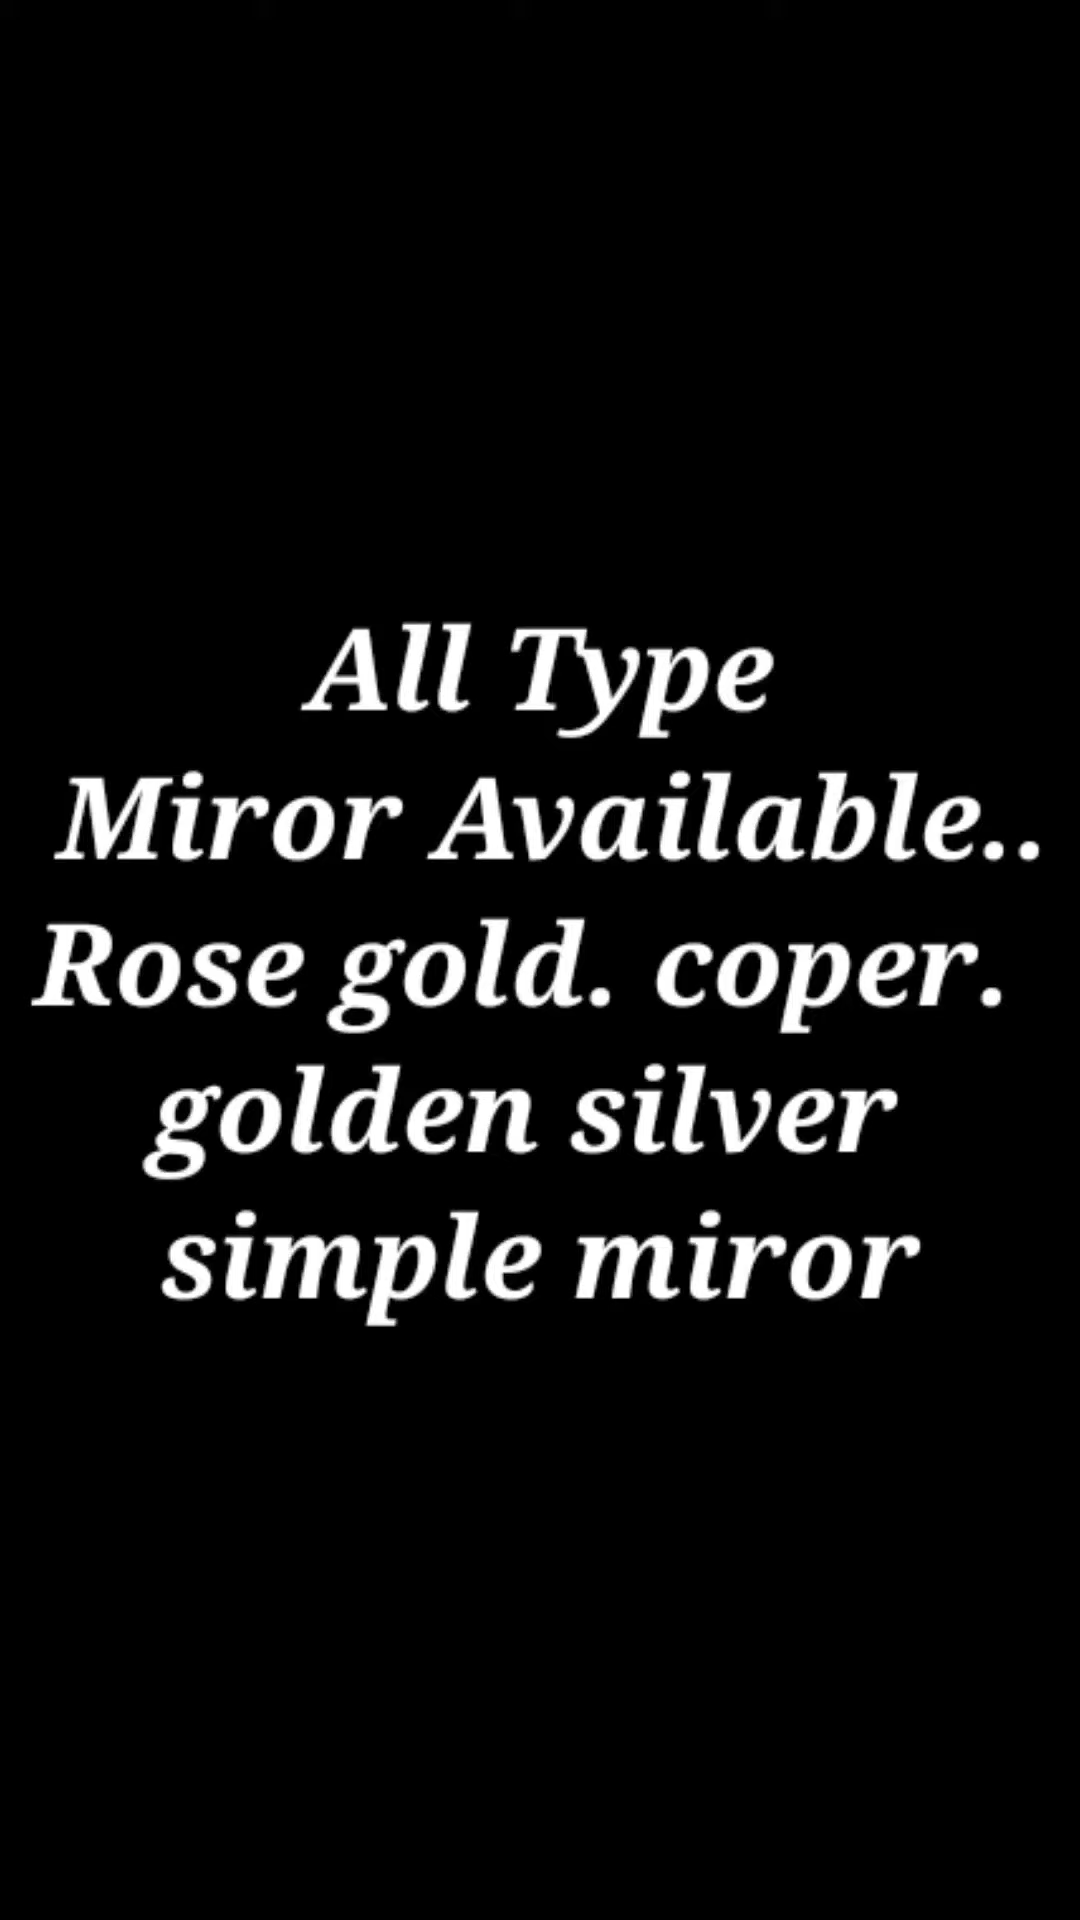 All Type
Miror Available..
Rose gold. coper.
golden silver
simple miror